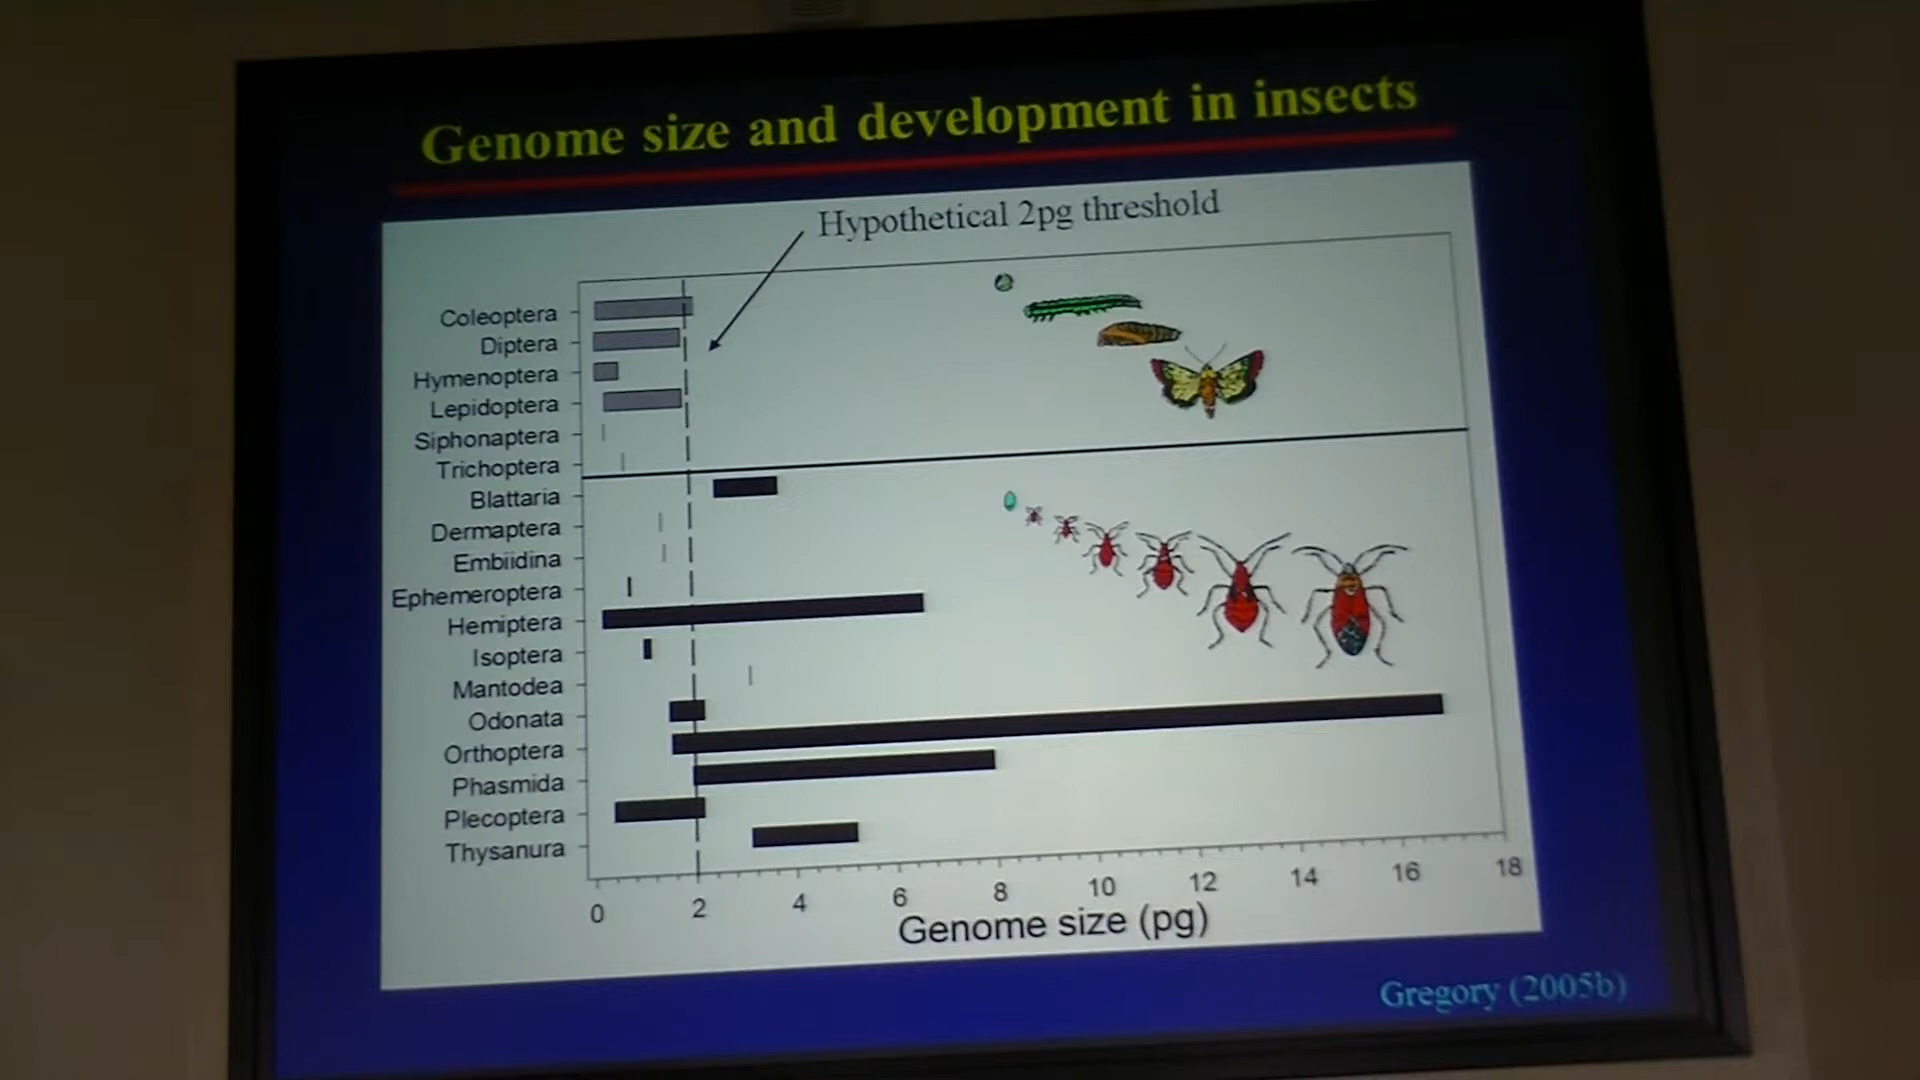 Genome size and development in insects
Hypothetical 2pg threshold
Coleoptera
Diptera
Hymenoptera
Lepidoptera
Siphonaptera
Trichoptera
Blattaria
Dermaptera
Embiidina
Ephemeroptera
Hemiptera
Isoptera
Mantodea
Odonata
Orthoptera
Phasmida
Plecoptera
Thysanura
0 2 4 6 8 10 12 14 16 18
Genome size (pg)
Gregory (2005b)